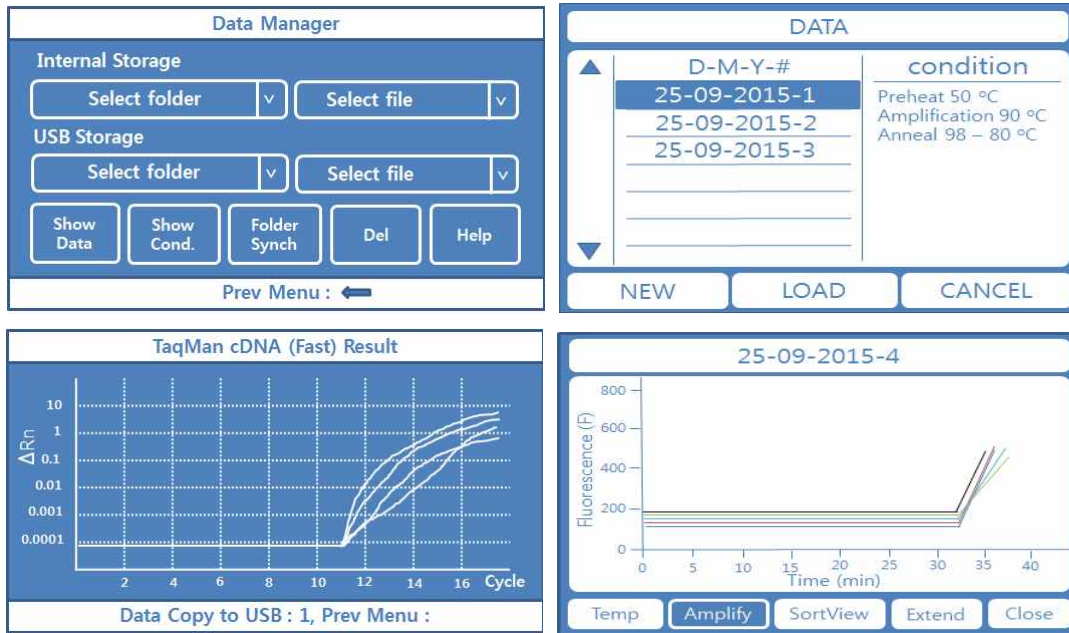 Data Manager
Internal Storage
Select folder v Select file v
USB Storage
Select folder v Select file v
Show Data Show Cond. Folder Synch Del Help
Prev Menu :
DATA
D-M-Y-#
25-09-2015-1
25-09-2015-2
25-09-2015-3
condition
Preheat 50 ºC
Amplification 90 ºC
Anneal 98 – 80 ºC
NEW LOAD CANCEL
TaqMan cDNA (Fast) Result
ΔRn
10
1
0.1
0.01
0.001
0.0001
2 4 6 8 10 12 14 16 Cycle
Data Copy to USB : 1, Prev Menu :
25-09-2015-4
Fluorescence (F)
800
600
400
200
0
0 5 10 15 20 25 30 35 40
Time (min)
Temp Amplify SortView Extend Close